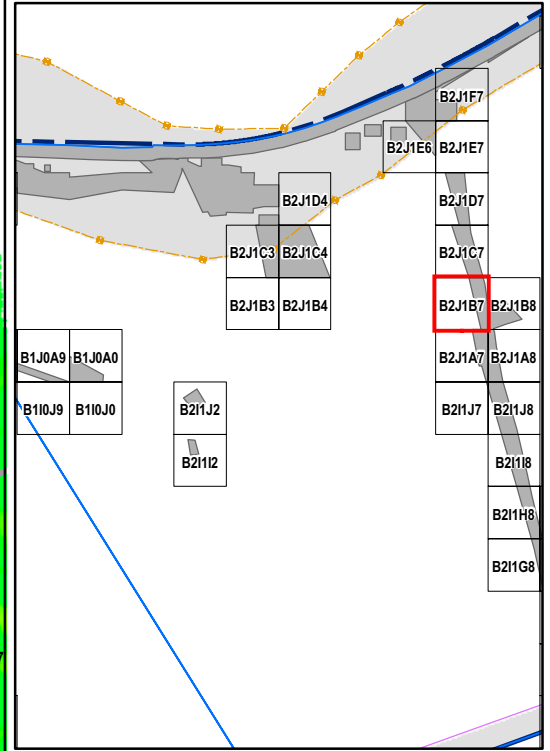 B2J1F7
B2J1E6 B2J1E7
B2J1D4 B2J1D7
B2J1C3 B2J1C4 B2J1C7
B2J1B3 B2J1B4 B2J1B7 B2J1B8
B1J0A9 B1J0A0 B2J1A7 B2J1A8
B1I0J9 B1I0J0 B2I1J2 B2I1J7 B2I1J8
B2I1I2 B2I1I8
B2I1H8
B2I1G8